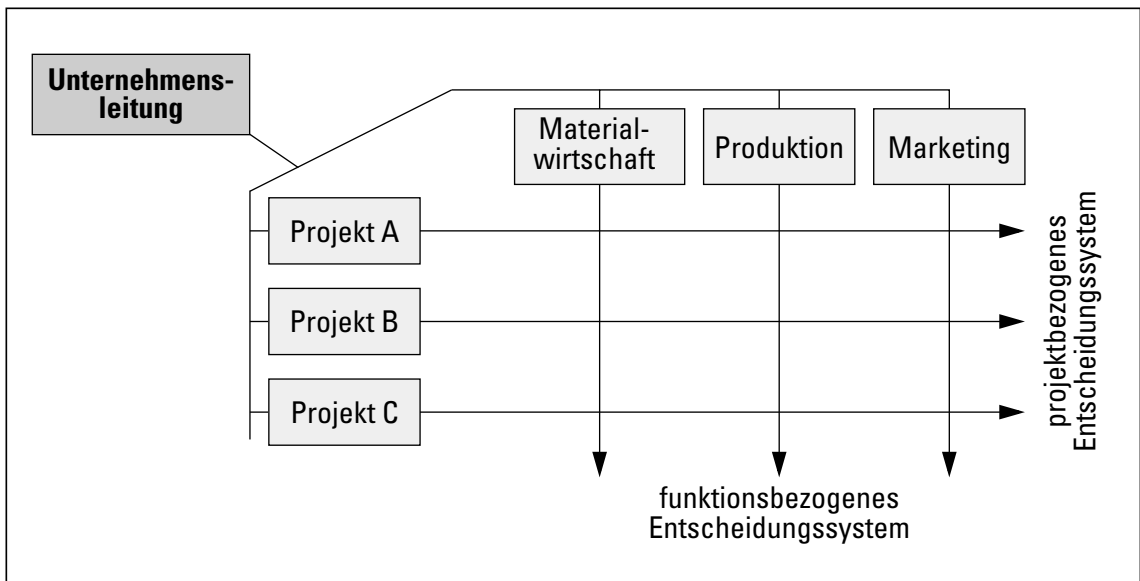 Unternehmens-
leitung
Material-
wirtschaft
Produktion
Marketing
Projekt A
Projekt B
Projekt C
projektbezogenes
Entscheidungssystem
funktionsbezogenes
Entscheidungssystem